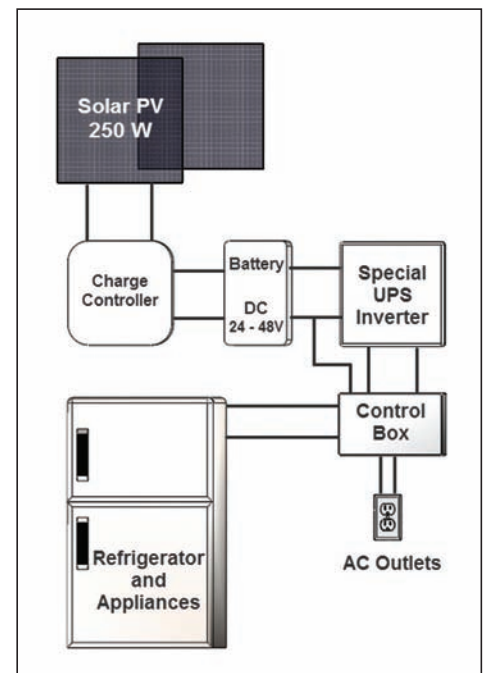 Solar PV
250 W
Charge
Controller
Battery
DC
24 - 48V
Special
UPS
Inverter
Control
Box
AC Outlets
Refrigerator
and
Appliances